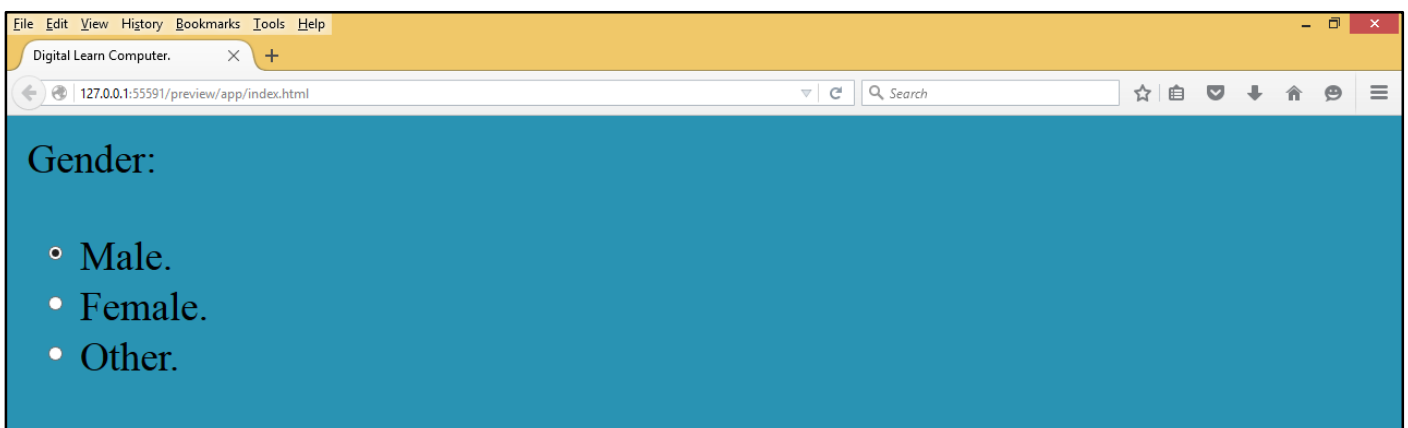 File Edit View History Bookmarks Tools Help
Digital Learn Computer.
127.0.0.1:55591/preview/app/index.html Search
Gender:
Male.
Female.
Other.